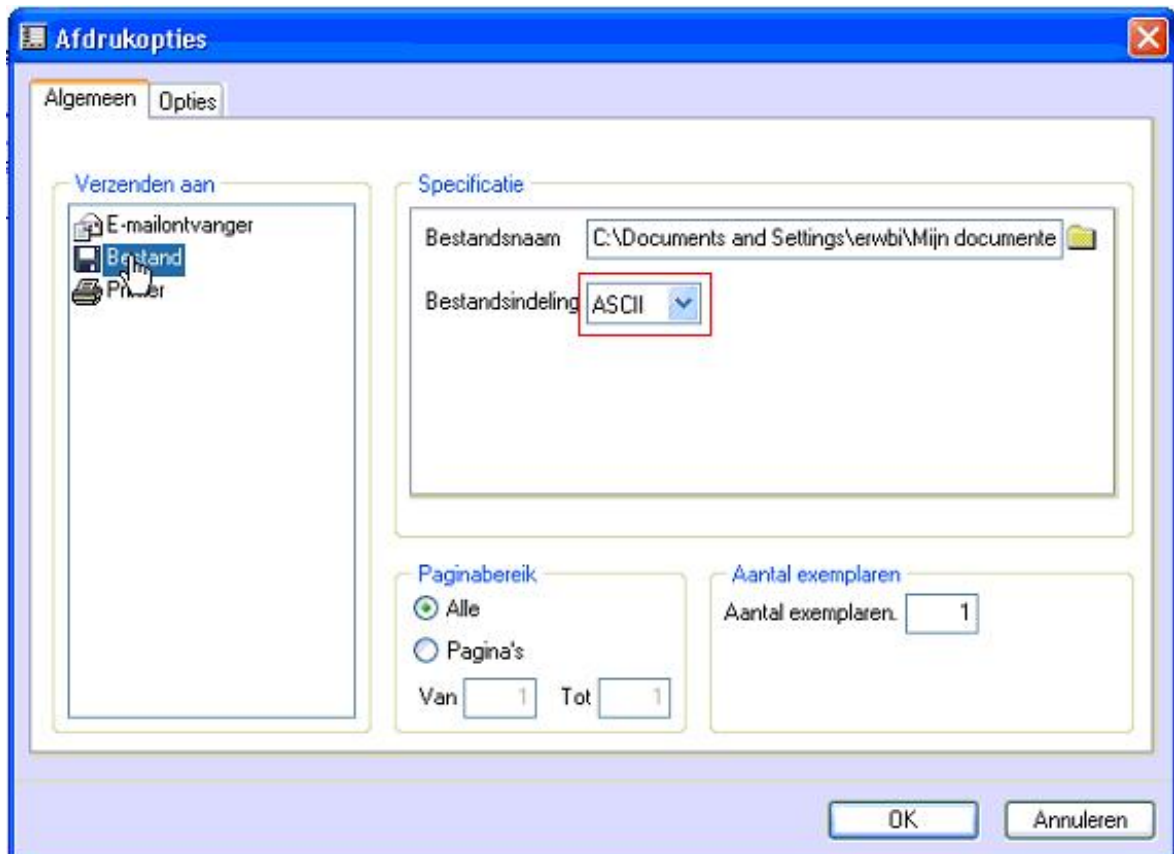 Afdrukopties
Algemeen Opties
Verzenden aan
E-mailontvanger
Bestand
Printer
Specificatie
Bestandsnaam C:\Documents and Settings\erwbi\Mijn documente
Bestandsindeling ASCII
Paginabereik
Alle
Pagina's
Van 1 Tot 1
Aantal exemplaren
Aantal exemplaren. 1
OK Annuleren